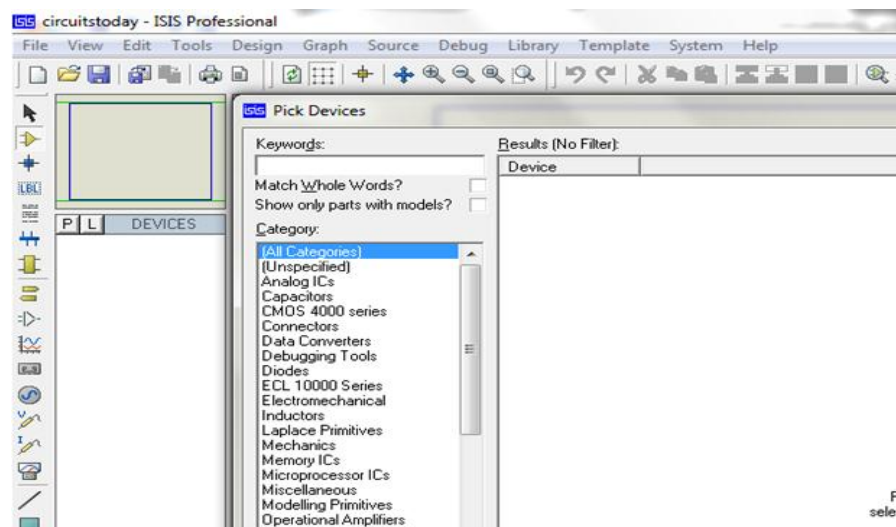 isis circuitstoday - ISIS Professional
File View Edit Tools Design Graph Source Debug Library Template System Help
isis Pick Devices
Keywords:
Results (No Filter):
Device
Match Whole Words?
Show only parts with models?
LBL
P L DEVICES
Category:
(All Categories)
(Unspecified)
Analog ICs
Capacitors
CMOS 4000 series
Connectors
Data Converters
Debugging Tools
Diodes
ECL 10000 Series
Electromechanical
Inductors
Laplace Primitives
Mechanics
Memory ICs
Microprocessor ICs
Miscellaneous
Modelling Primitives
Operational Amplifiers
V
I
sele